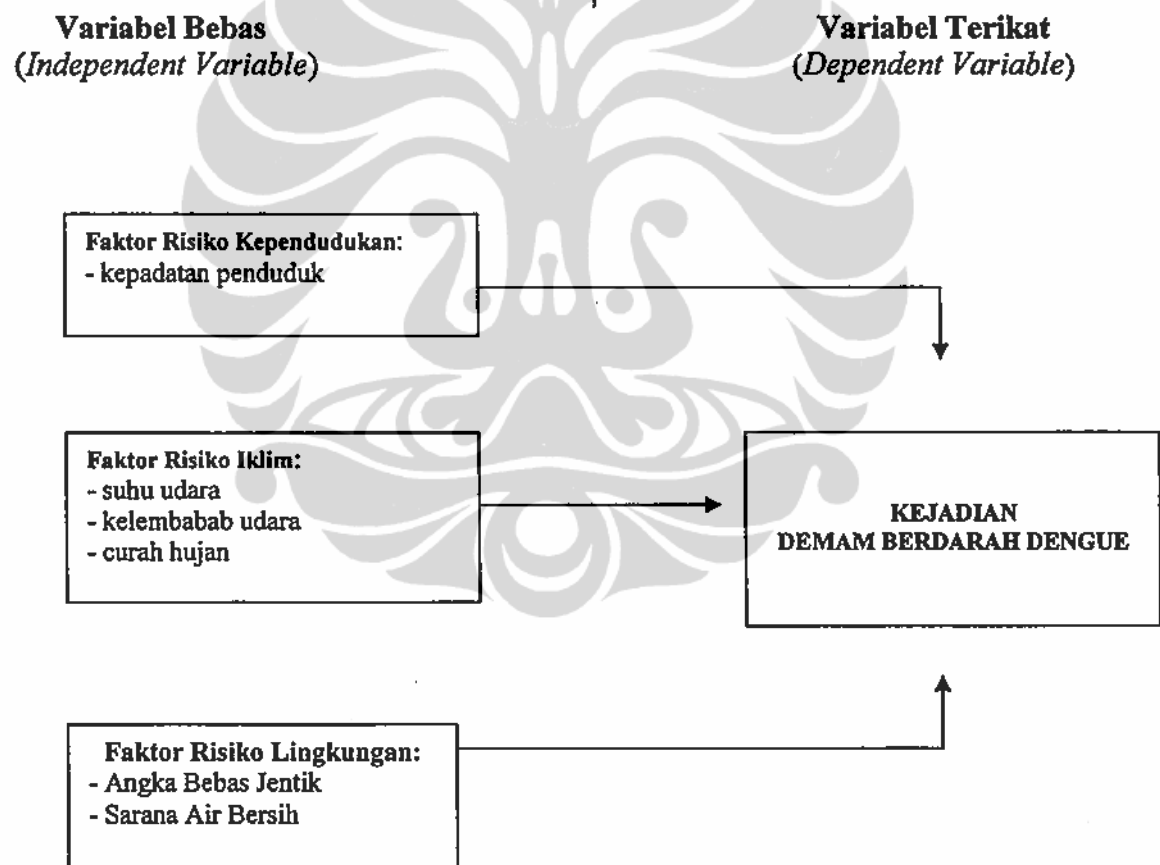 Variabel Bebas
(Independent Variable)
Variabel Terikat
(Dependent Variable)
Faktor Risiko Kependudukan:
- kepadatan penduduk
Faktor Risiko Iklim:
- suhu udara
- kelembabab udara
- curah hujan
KEJADIAN
DEMAM BERDARAH DENGUE
Faktor Risiko Lingkungan:
- Angka Bebas Jentik
- Sarana Air Bersih